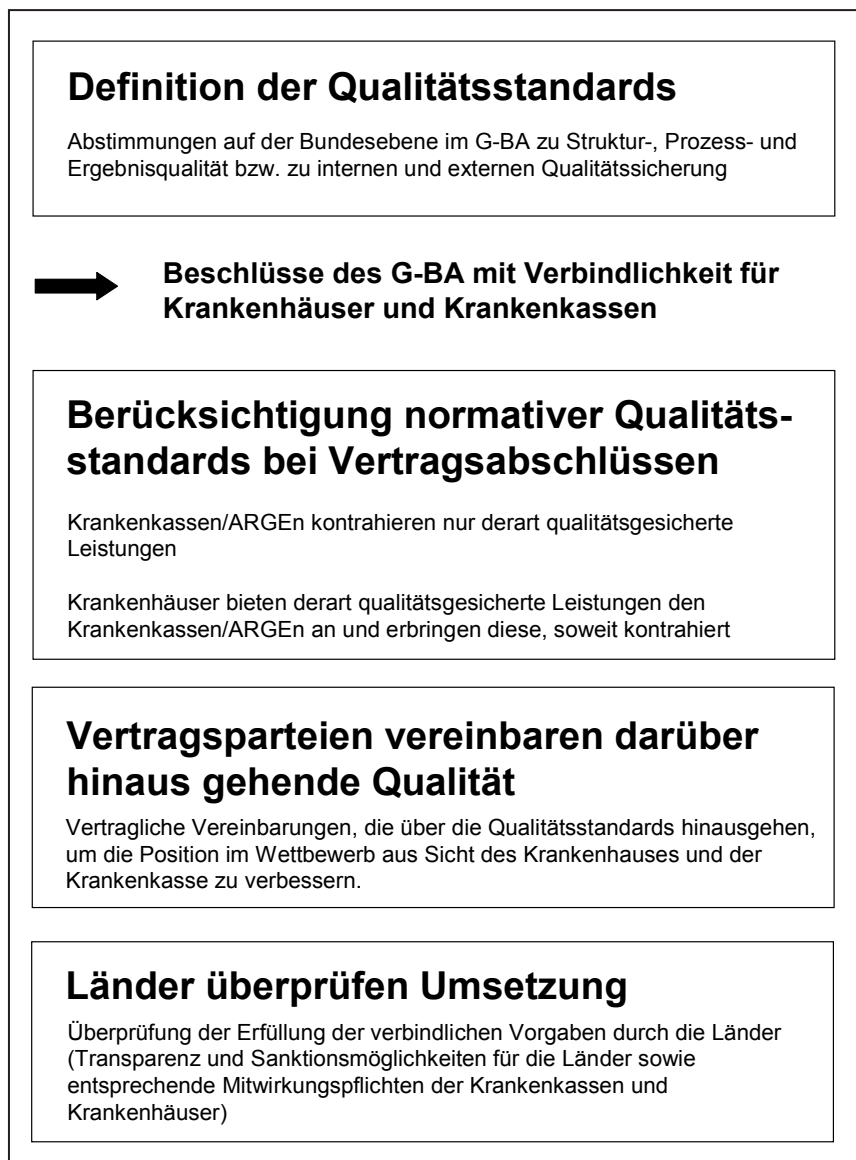 Definition der Qualitätsstandards
Abstimmungen auf der Bundesebene im G-BA zu Struktur-, Prozess- und
Ergebnisqualität bzw. zu internen und externen Qualitätssicherung
Beschlüsse des G-BA mit Verbindlichkeit für
Krankenhäuser und Krankenkassen
Berücksichtigung normativer Qualitäts-
standards bei Vertragsabschlüssen
Krankenkassen/ARGEn kontrahieren nur derart qualitätsgesicherte
Leistungen
Krankenhäuser bieten derart qualitätsgesicherte Leistungen den
Krankenkassen/ARGEn an und erbringen diese, soweit kontrahiert
Vertragsparteien vereinbaren darüber
hinaus gehende Qualität
Vertragliche Vereinbarungen, die über die Qualitätsstandards hinausgehen,
um die Position im Wettbewerb aus Sicht des Krankenhauses und der
Krankenkasse zu verbessern.
Länder überprüfen Umsetzung
Überprüfung der Erfüllung der verbindlichen Vorgaben durch die Länder
(Transparenz und Sanktionsmöglichkeiten für die Länder sowie
entsprechende Mitwirkungspflichten der Krankenkassen und
Krankenhäuser)